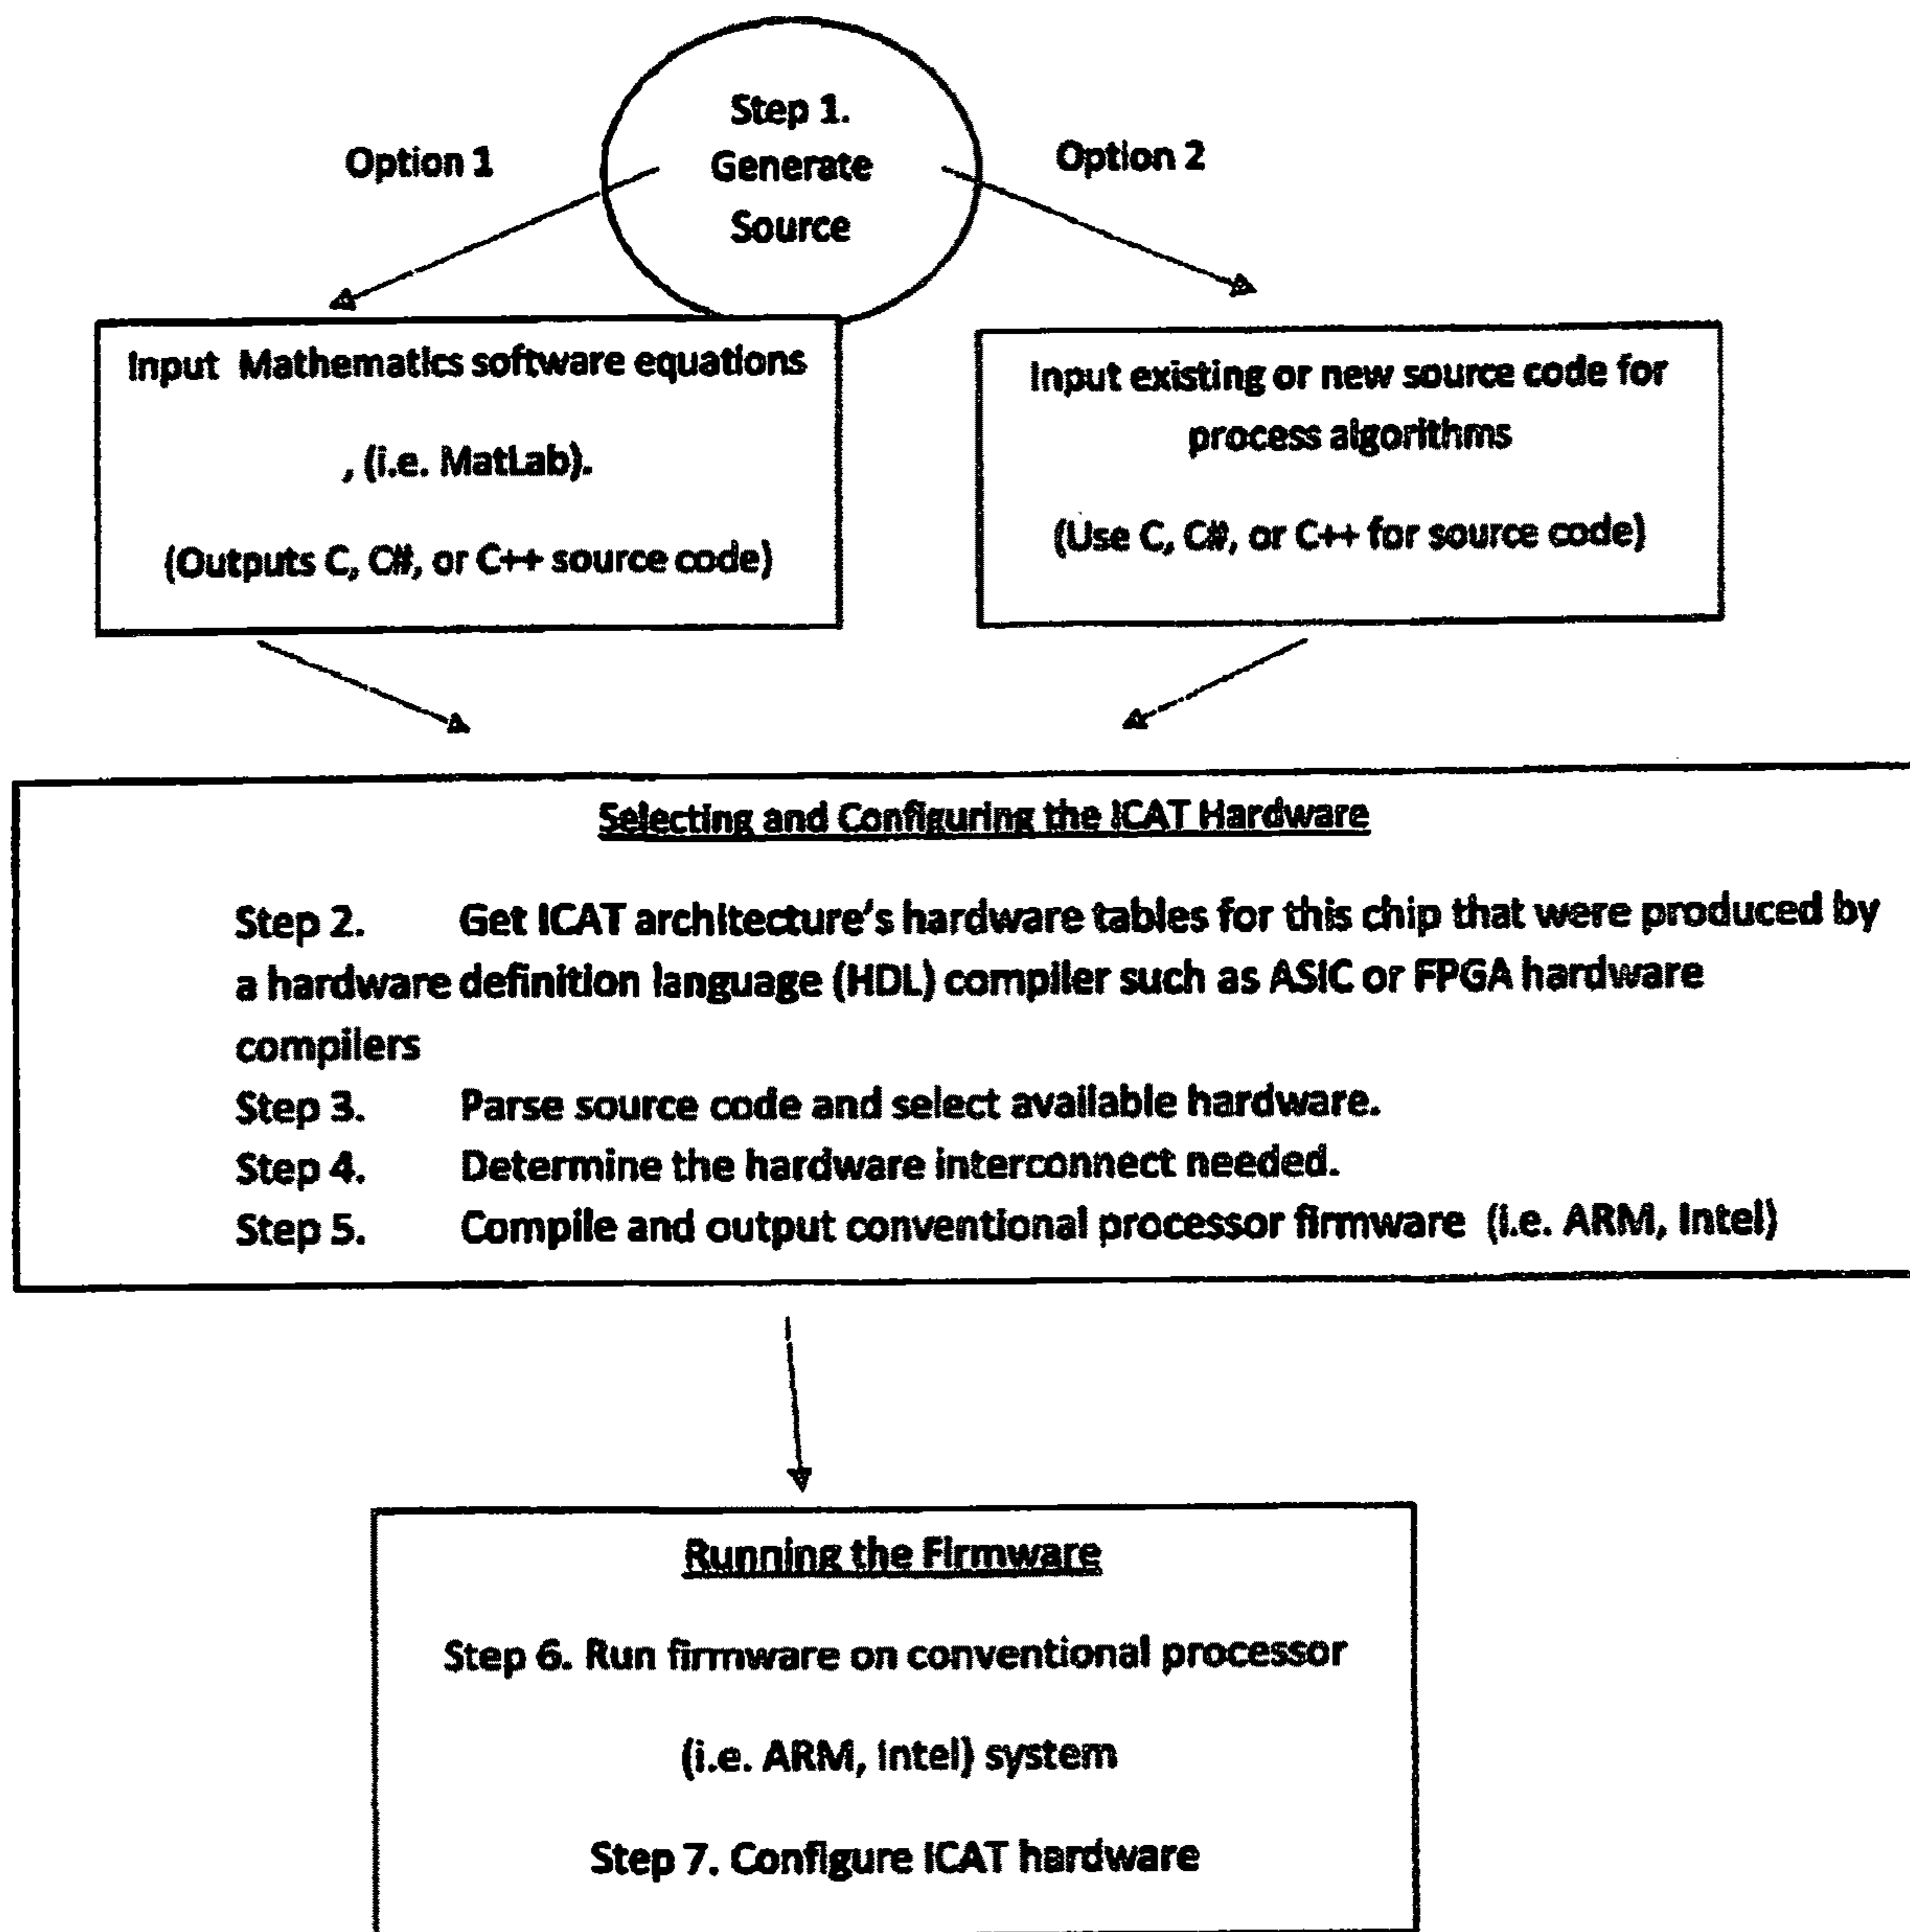 Step 1.
Generate
Source
Option 1
Option 2
Input Mathematics software equations
, (i.e. MatLab).
(Outputs C, C#, or C++ source code)
Input existing or new source code for
process algorithms
(Use C, C#, or C++ for source code)
Selecting and Configuring the ICAT Hardware
Step 2. Get ICAT architecture's hardware tables for this chip that were produced by
a hardware definition language (HDL) compiler such as ASIC or FPGA hardware
compilers
Step 3. Parse source code and select available hardware.
Step 4. Determine the hardware interconnect needed.
Step 5. Compile and output conventional processor firmware (i.e. ARM, Intel)
Running the Firmware
Step 6. Run firmware on conventional processor
(i.e. ARM, Intel) system
Step 7. Configure ICAT hardware